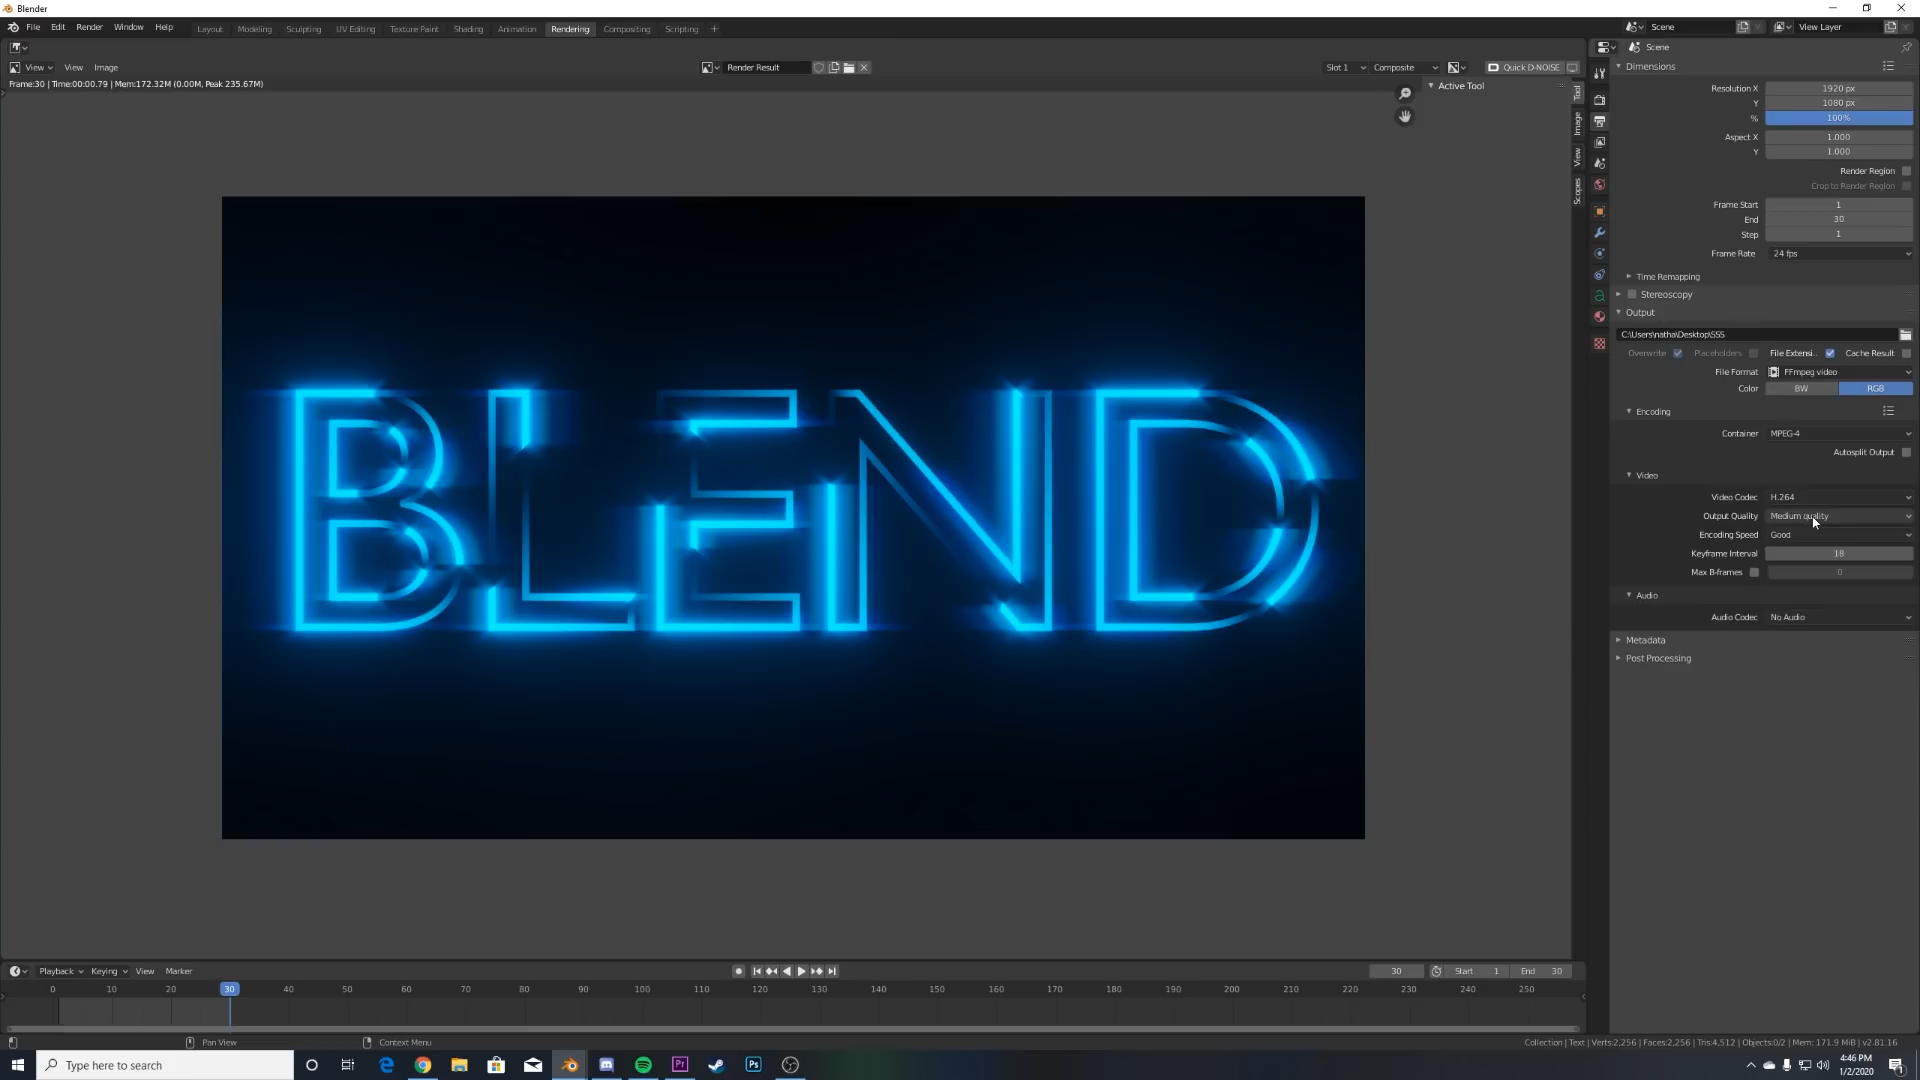 Blender
File Edit Render Window Help Layout Modeling Sculpting UV Editing Texture Paint Shading Animation Rendering Compositing Scripting + Scene View Layer
Scene
View View Image Render Result Slot 1 Composite Quick D-NOISE
Frame:30 | Time:00:00.79 | Mem:172.32M (0.00M, Peak 235.67M)
Active Tool
Tool
Image
View
Scopes
BLEND
Dimensions
Resolution X 1920 px
Y 1080 px
% 100%
Aspect X 1.000
Y 1.000
Render Region
Crop to Render Region
Frame Start 1
End 30
Step 1
Frame Rate 24 fps
Time Remapping
Stereoscopy
Output
C:\Users\natha\Desktop\SSS
Overwrite Placeholders File Extensi.. Cache Result
File Format FFmpeg video
Color BW RGB
Encoding
Container MPEG-4
Autosplit Output
Video
Video Codec H.264
Output Quality Medium quality
Encoding Speed Good
Keyframe Interval 18
Max B-frames 0
Audio
Audio Codec No Audio
Metadata
Post Processing
Playback Keying View Marker 30 Start 1 End 30
0 10 20 30 40 50 60 70 80 90 100 110 120 130 140 150 160 170 180 190 200 210 220 230 240 250
Pan View Context Menu Collection | Text | Verts:2,256 | Faces:2,256 | Tris:4,512 | Objects:0/2 | Mem: 171.9 MiB | v2.81.16
Type here to search Pr Ps 4:46 PM
1/2/2020